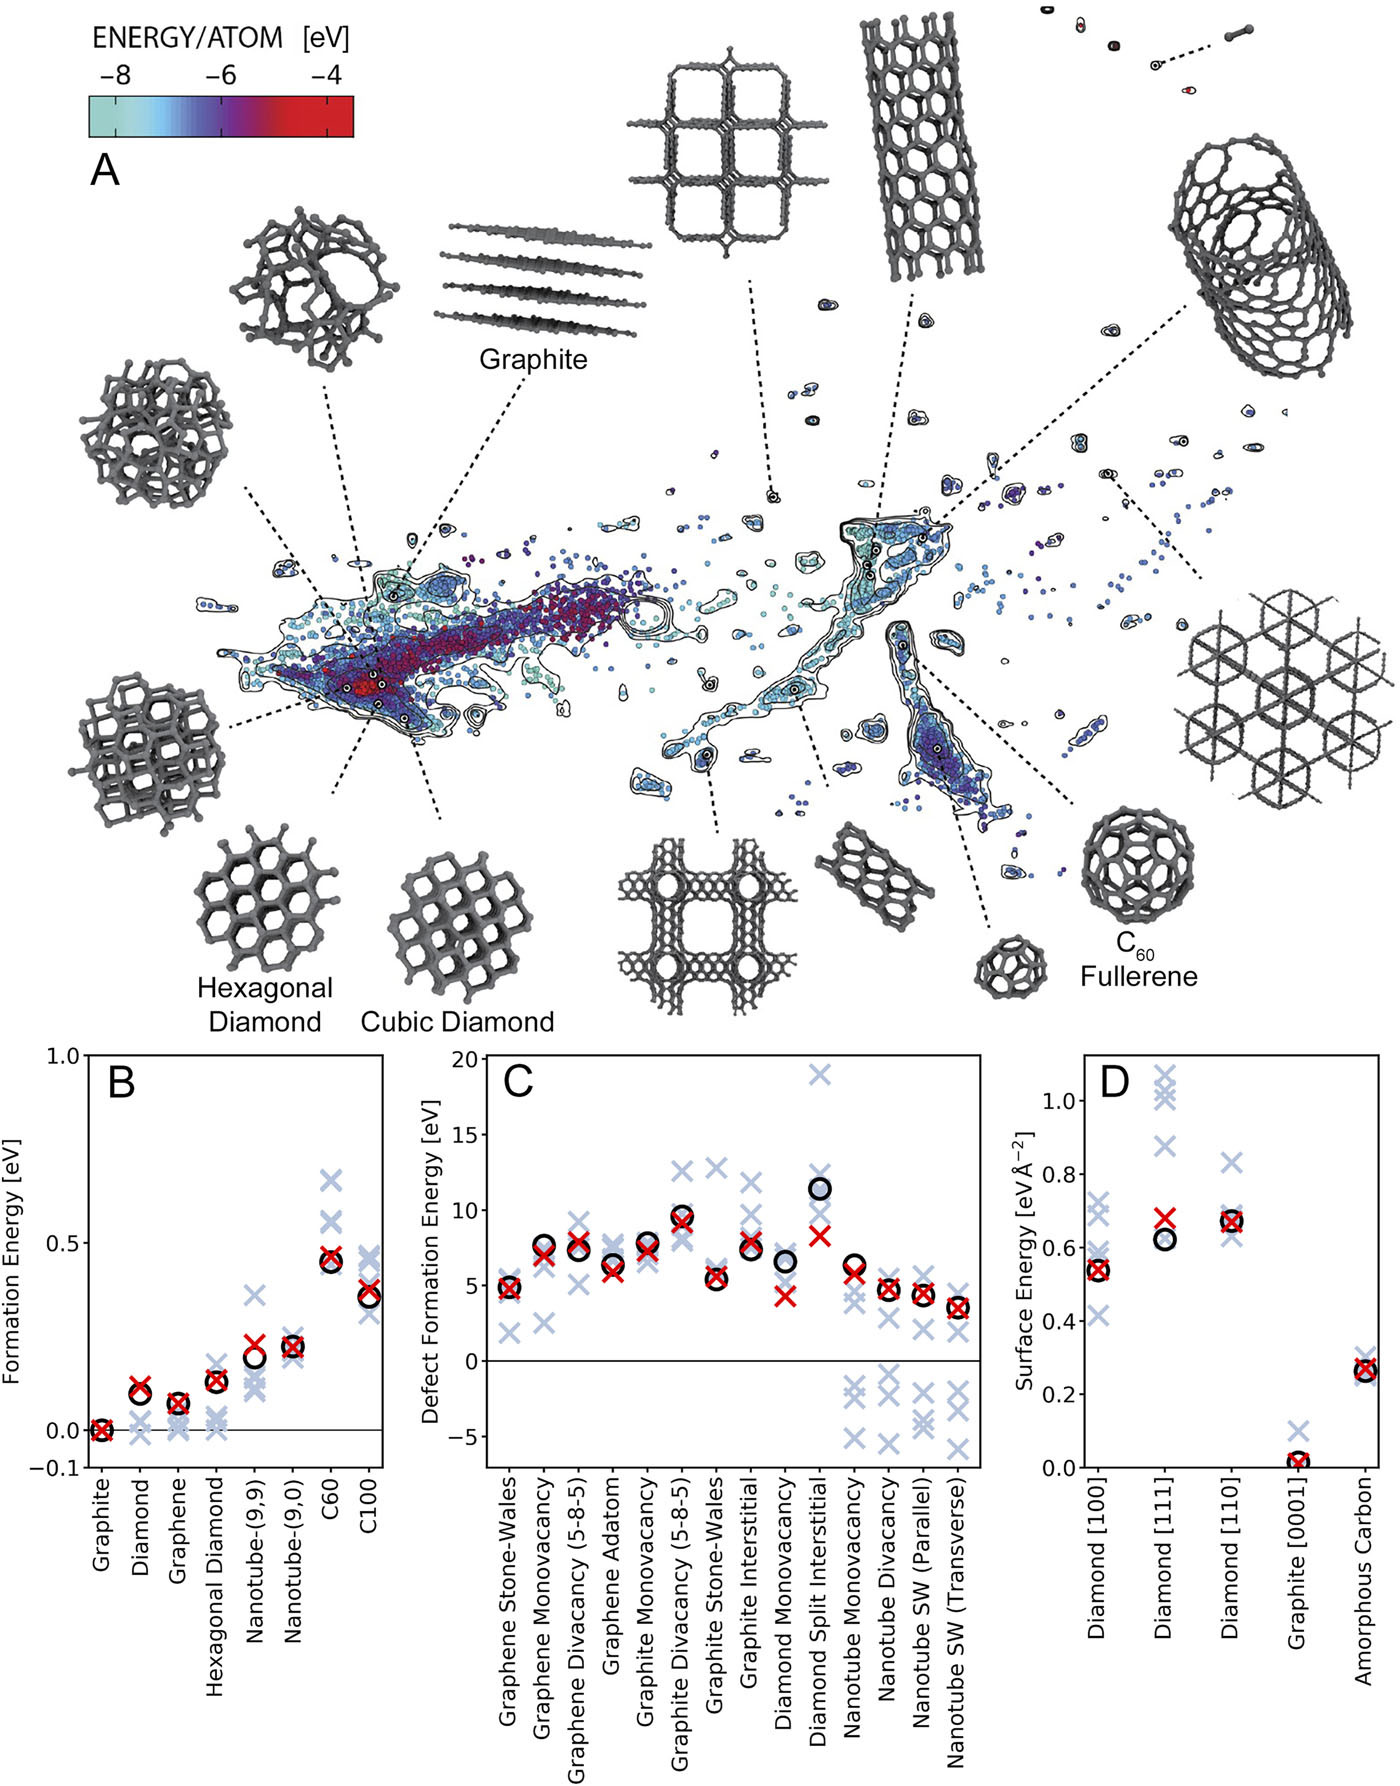 ENERGY/ATOM [eV]
−8 −6 −4
A
Graphite
Hexagonal
Diamond
Cubic Diamond
C60
Fullerene
B
Formation Energy [eV]
1.0
0.5
0.0
−0.1
Graphite
Diamond
Graphene
Hexagonal Diamond
Nanotube-(9,9)
Nanotube-(9,0)
C60
C100
C
Defect Formation Energy [eV]
20
15
10
5
0
−5
Graphene Stone-Wales
Graphene Monovacancy
Graphene Divacancy (5-8-5)
Graphene Adatom
Graphite Monovacancy
Graphite Divacancy (5-8-5)
Graphite Stone-Wales
Graphite Interstitial
Diamond Monovacancy
Diamond Split Interstitial
Nanotube Monovacancy
Nanotube Divacancy
Nanotube SW (Parallel)
Nanotube SW (Transverse)
D
Surface Energy [eV Å−2]
1.0
0.8
0.6
0.4
0.2
0.0
Diamond [100]
Diamond [111]
Diamond [110]
Graphite [0001]
Amorphous Carbon